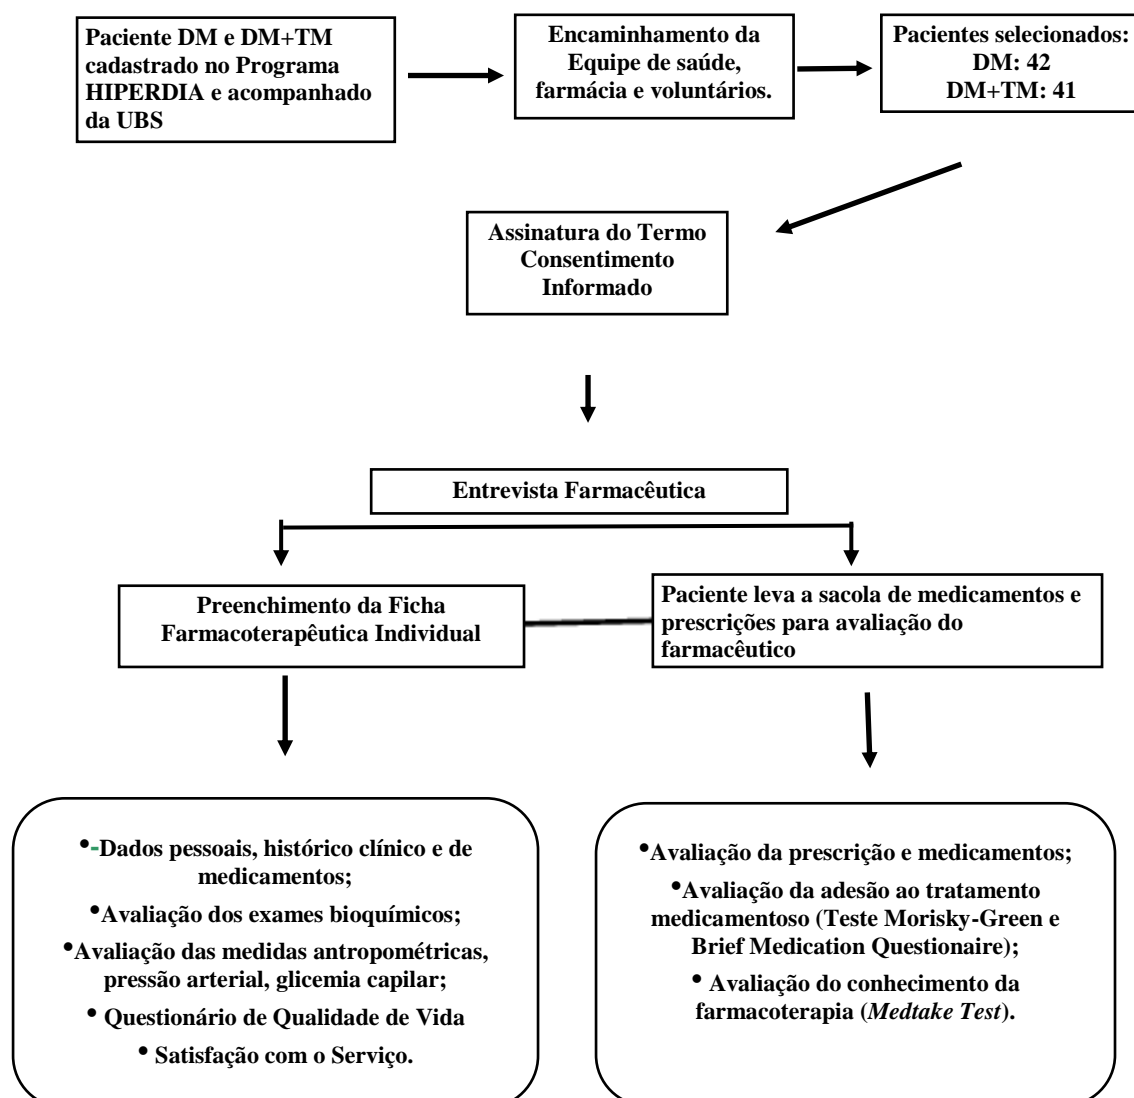 Paciente DM e DM+TM
cadastrado no Programa
HIPERDIA e acompanhado
da UBS
Encaminhamento da
Equipe de saúde,
farmácia e voluntários.
Pacientes selecionados:
DM: 42
DM+TM: 41
Assinatura do Termo
Consentimento
Informado
Entrevista Farmacêutica
Preenchimento da Ficha
Farmacoterapêutica Individual
Paciente leva a sacola de medicamentos e
prescrições para avaliação do
farmacêutico
•-Dados pessoais, histórico clínico e de
medicamentos;
•Avaliação dos exames bioquímicos;
•Avaliação das medidas antropométricas,
pressão arterial, glicemia capilar;
• Questionário de Qualidade de Vida
• Satisfação com o Serviço.
•Avaliação da prescrição e medicamentos;
•Avaliação da adesão ao tratamento
medicamentoso (Teste Morisky-Green e
Brief Medication Questionaire);
• Avaliação do conhecimento da
farmacoterapia (Medtake Test).